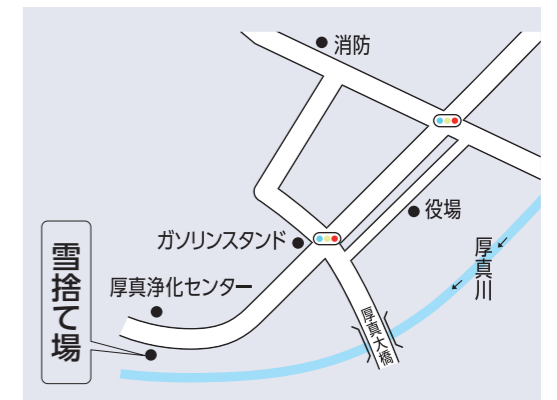 消防
役場
ガソリンスタンド
厚真川
雪捨て場
厚真浄化センター
厚真大橋